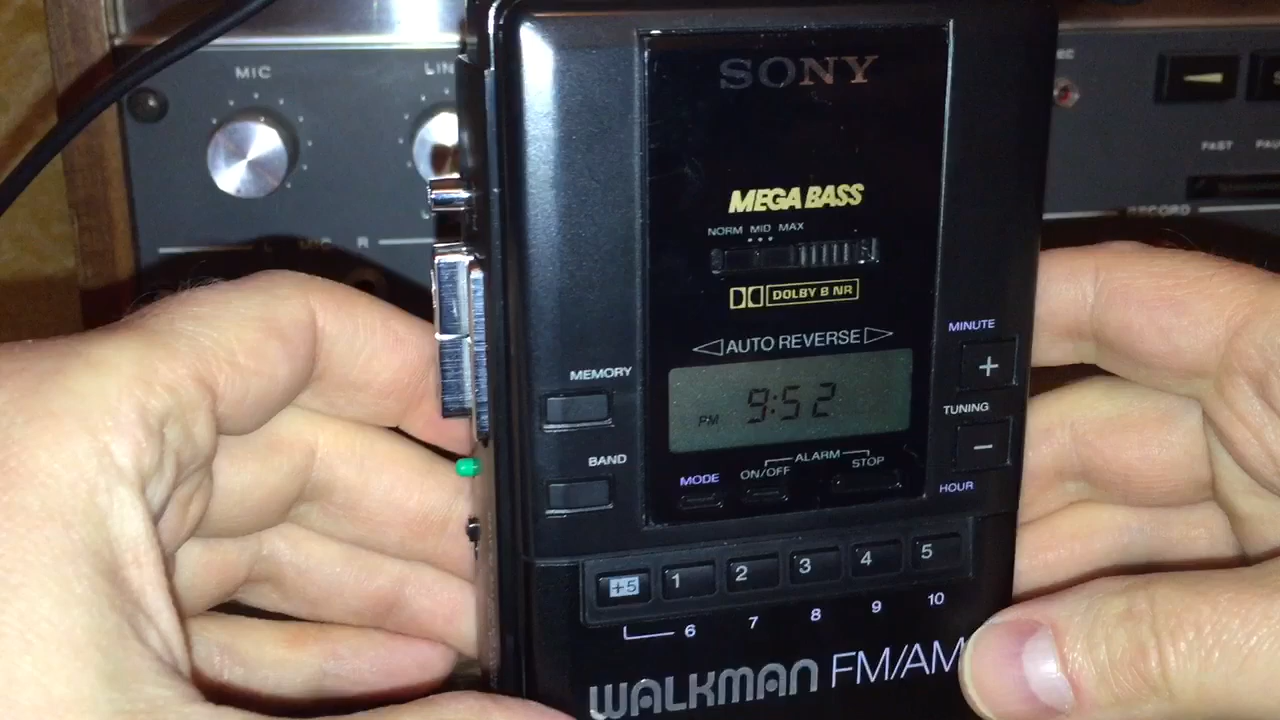 MIC
LIN
SONY
MEGA BASS
NORM MID MAX
DOLBY B NR
AUTO REVERSE
MEMORY
BAND
PM 9:52
MINUTE
+
TUNING
−
HOUR
MODE
ON/OFF
ALARM
STOP
+5 1 2 3 4 5
6 7 8 9 10
WALKMAN FM/AM
FAST
RECORD
L MIC R